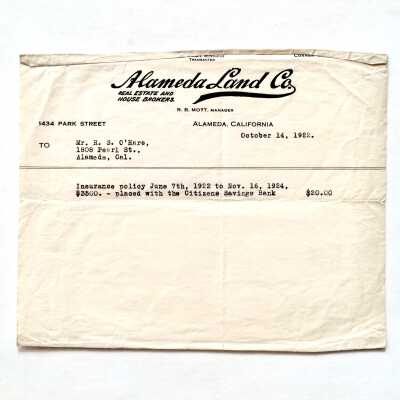 Alameda Land Co.
REAL ESTATE AND
HOUSE BROKERS.
R. R. MOTT, MANAGER
1434 PARK STREET
ALAMEDA, CALIFORNIA
October 14, 1922.
TO
Mr. H. S. O'Hare,
1808 Pearl St.,
Alameda, Cal.
Insurance policy June 7th, 1922 to Nov. 16, 1924,
$3500. - placed with the Citizens Savings Bank $20.00